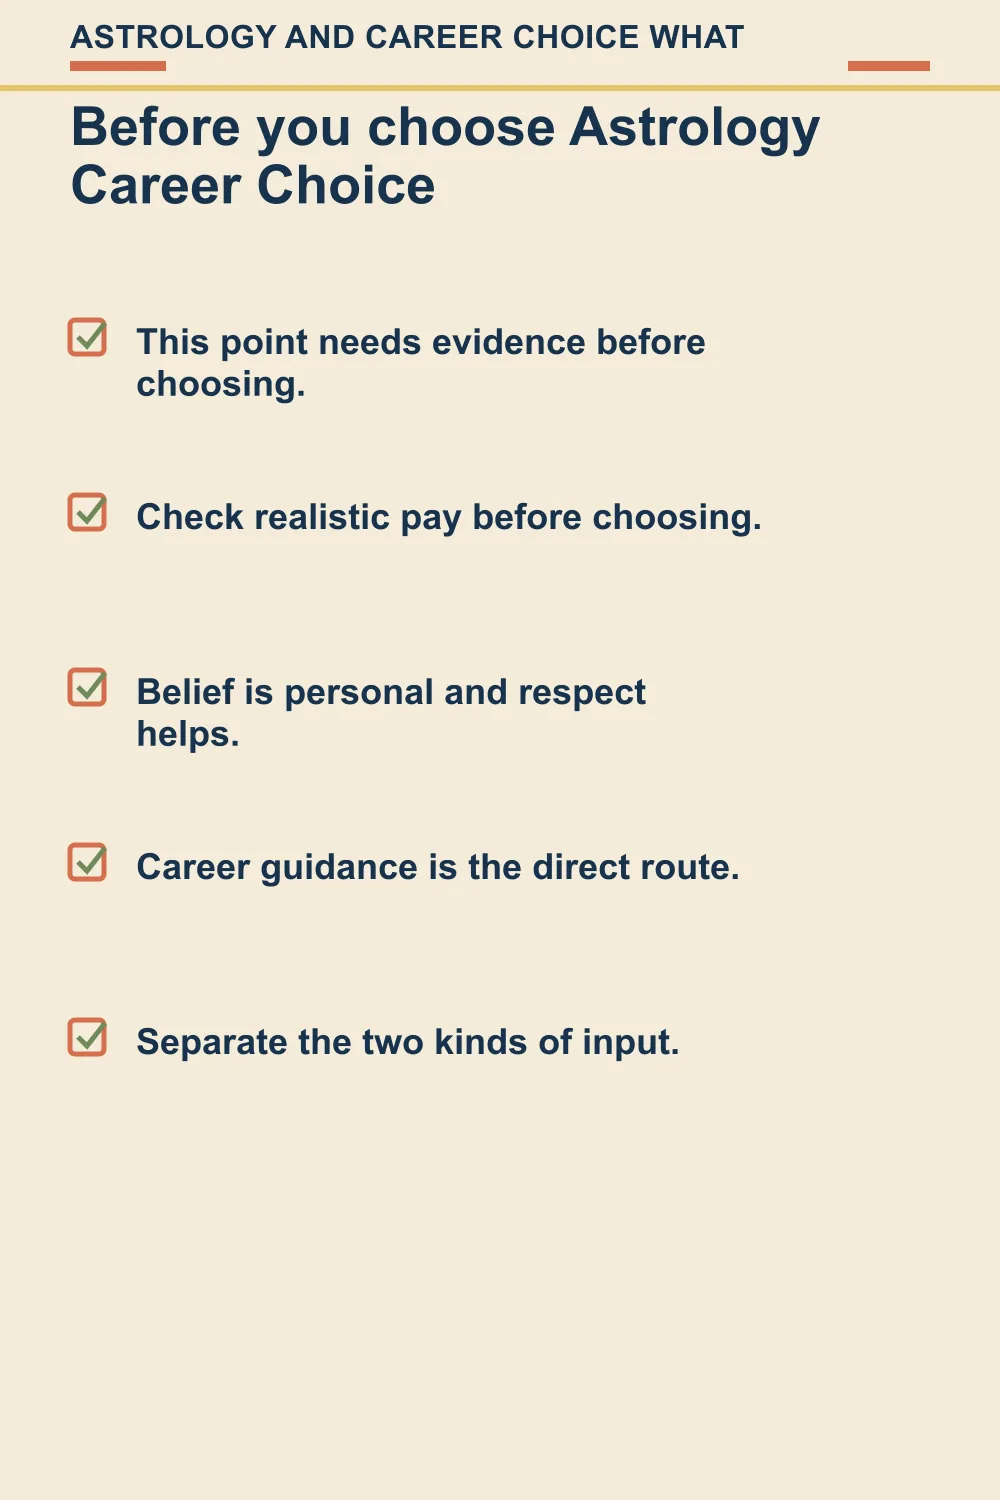 ASTROLOGY AND CAREER CHOICE WHAT
Before you choose Astrology
Career Choice
This point needs evidence before
choosing.
Check realistic pay before choosing.
Belief is personal and respect
helps.
Career guidance is the direct route.
Separate the two kinds of input.